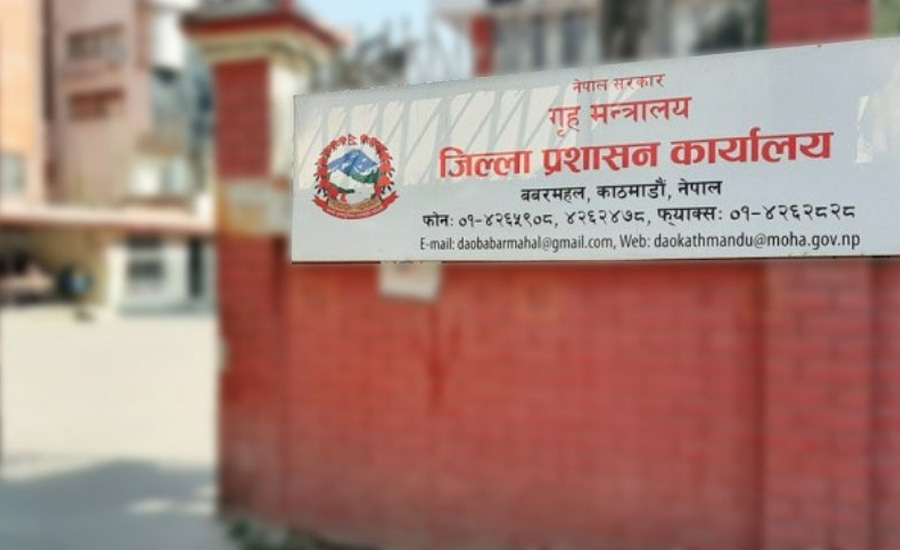 नेपाल सरकार
गृह मन्त्रालय
जिल्ला प्रशासन कार्यालय
बबरमहल, काठमाडौं, नेपाल
फोन: ०१-४२६५९०८, ४२६२४७८, फ्याक्स: ०१-४२६२८२८
E-mail: daobabarmahal@gmail.com, Web: daokathmandu@moha.gov.np